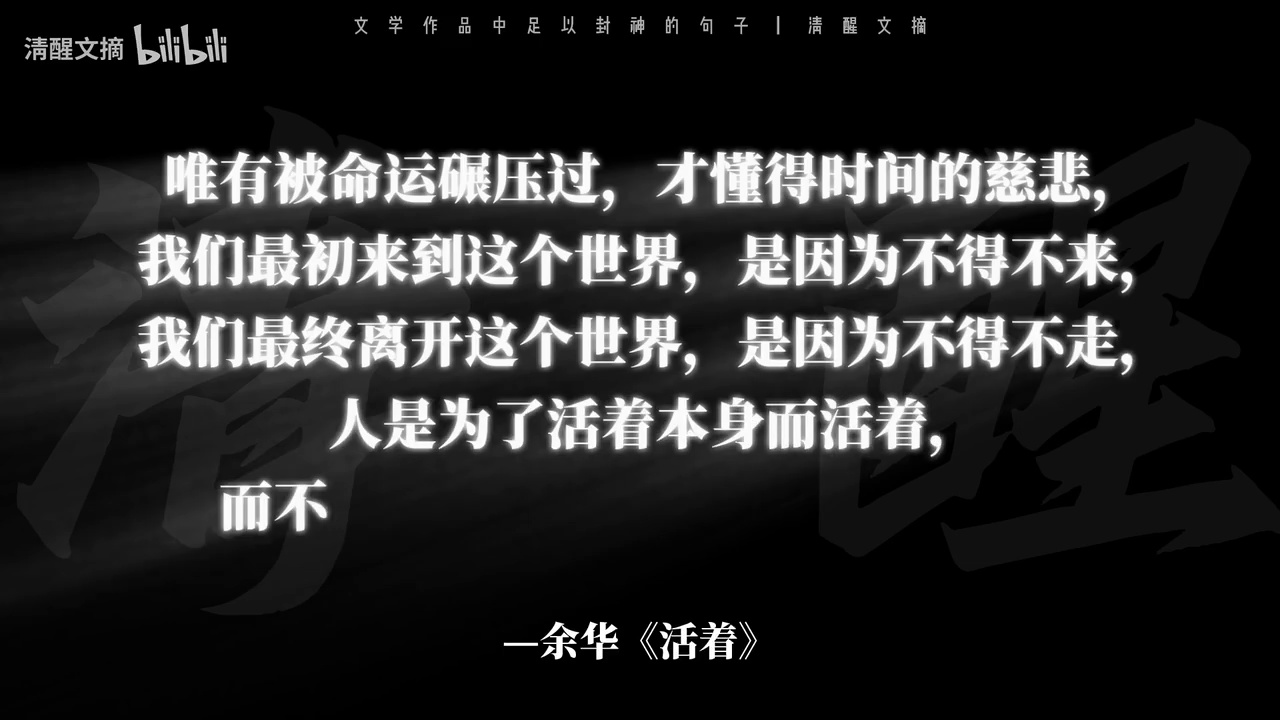 文学作品中足以封神的句子 | 清醒文摘
清醒文摘 bilibili
清醒
唯有被命运碾压过，才懂得时间的慈悲，
我们最初来到这个世界，是因为不得不来，
我们最终离开这个世界，是因为不得不走，
人是为了活着本身而活着，
而不
—余华《活着》